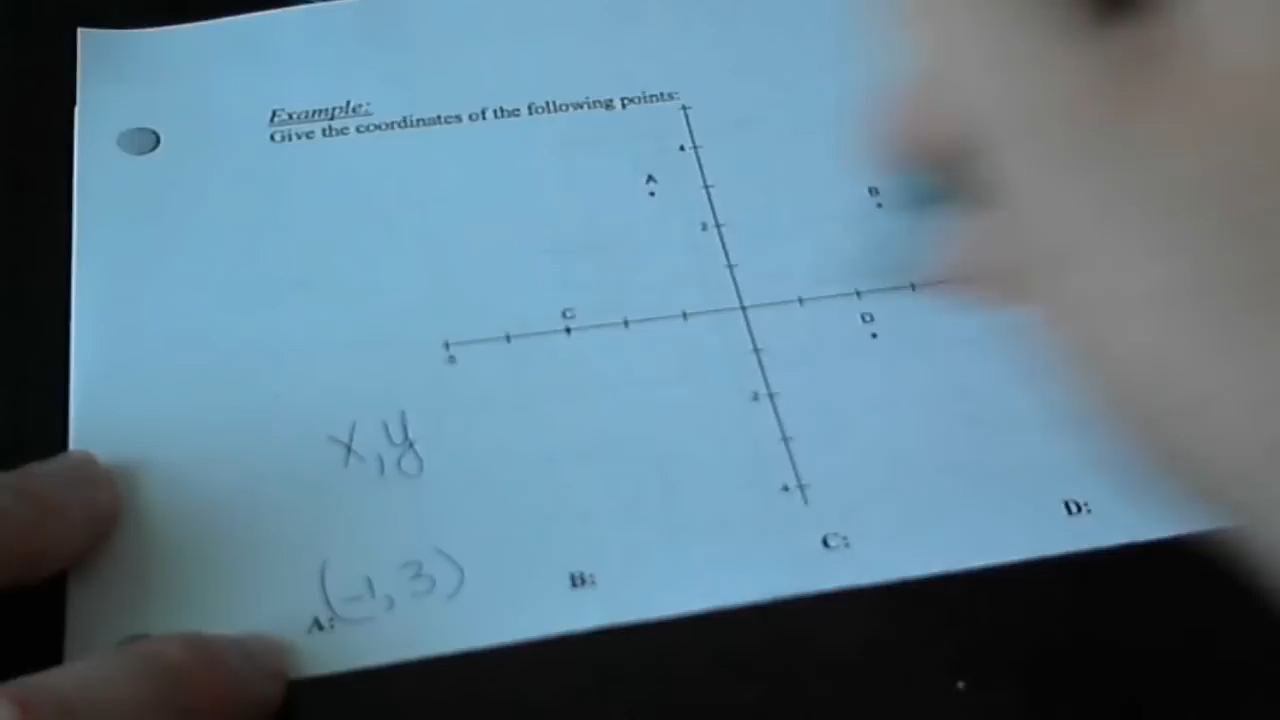 Example:
Give the coordinates of the following points:
4
A
B
2
C
D
2
x,y
4
D:
C:
(-1, 3)
B:
A: